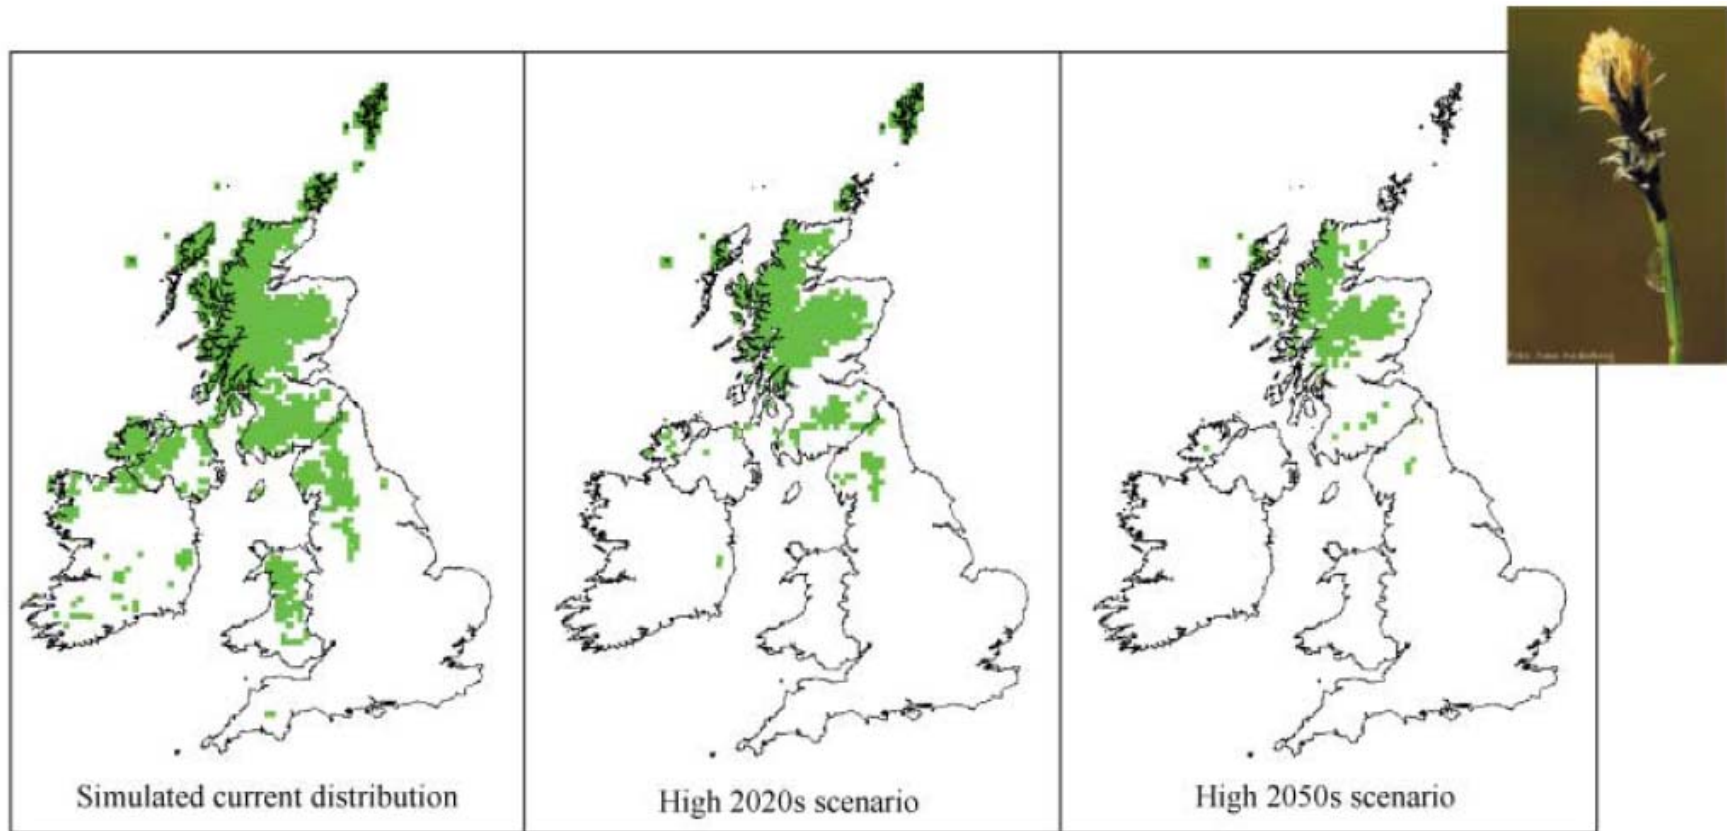 Simulated current distribution
High 2020s scenario
High 2050s scenario